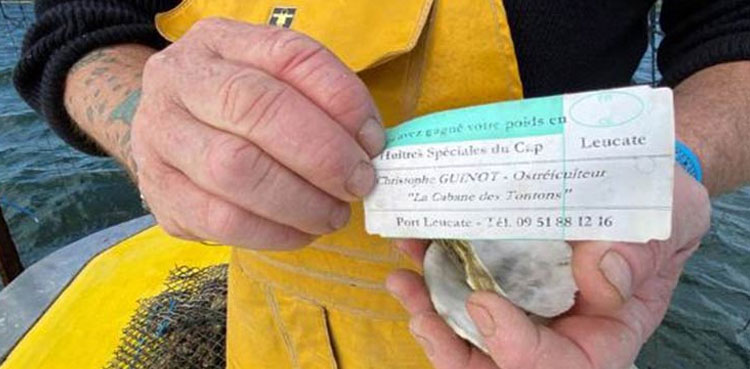 avez gagné votre poids en
Huîtres Spéciales du Cap
Leucate
Christophe GUINOT - Ostréiculteur
"La Cabane des Tontons"
Port Leucate - Tél. 09 51 88 12 16